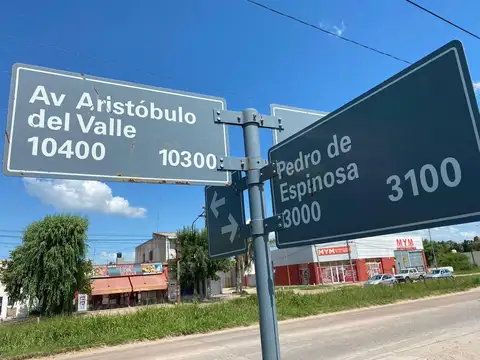 Av Aristóbulo
del Valle
10400 10300
Pedro de
Espinosa
3000 3100
MYM
MYM